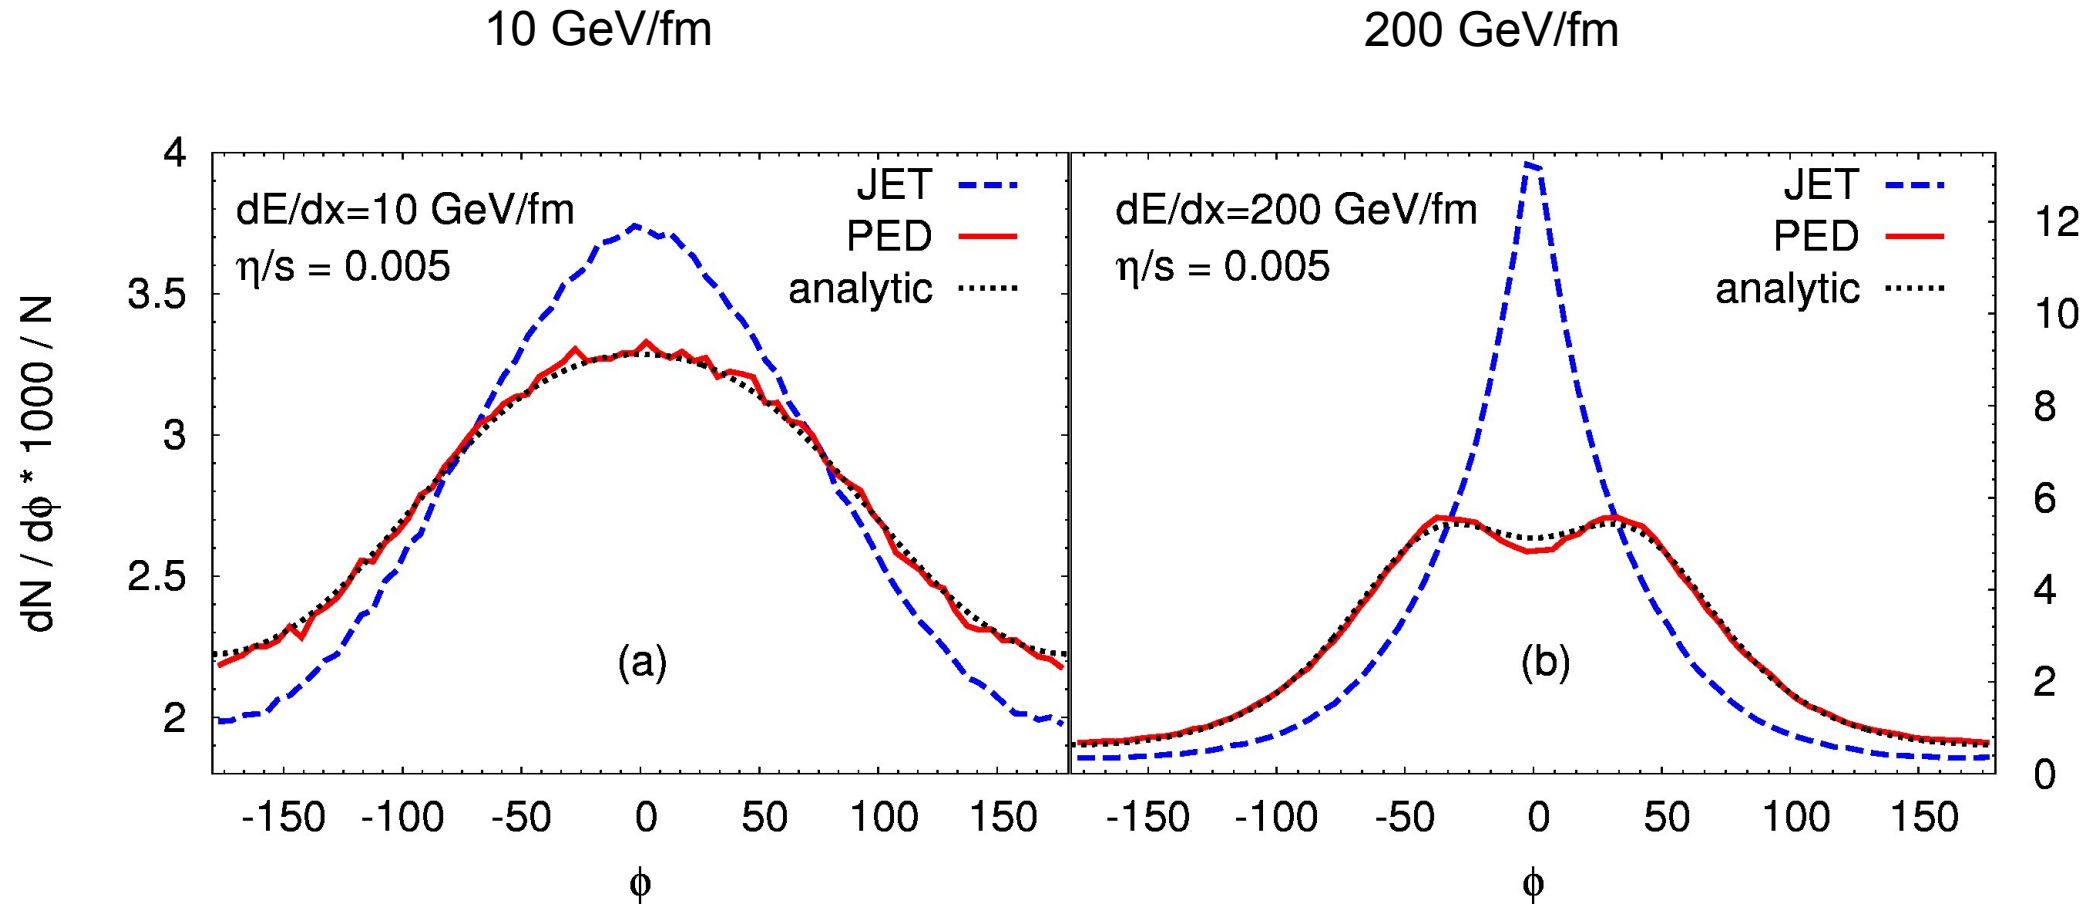 10 GeV/fm
200 GeV/fm
dN / dϕ * 1000 / N
4
3.5
3
2.5
2
dE/dx=10 GeV/fm
η/s = 0.005
JET
PED
analytic
(a)
-150 -100 -50 0 50 100 150
ϕ
dE/dx=200 GeV/fm
η/s = 0.005
JET
PED
analytic
(b)
12
10
8
6
4
2
0
-150 -100 -50 0 50 100 150
ϕ